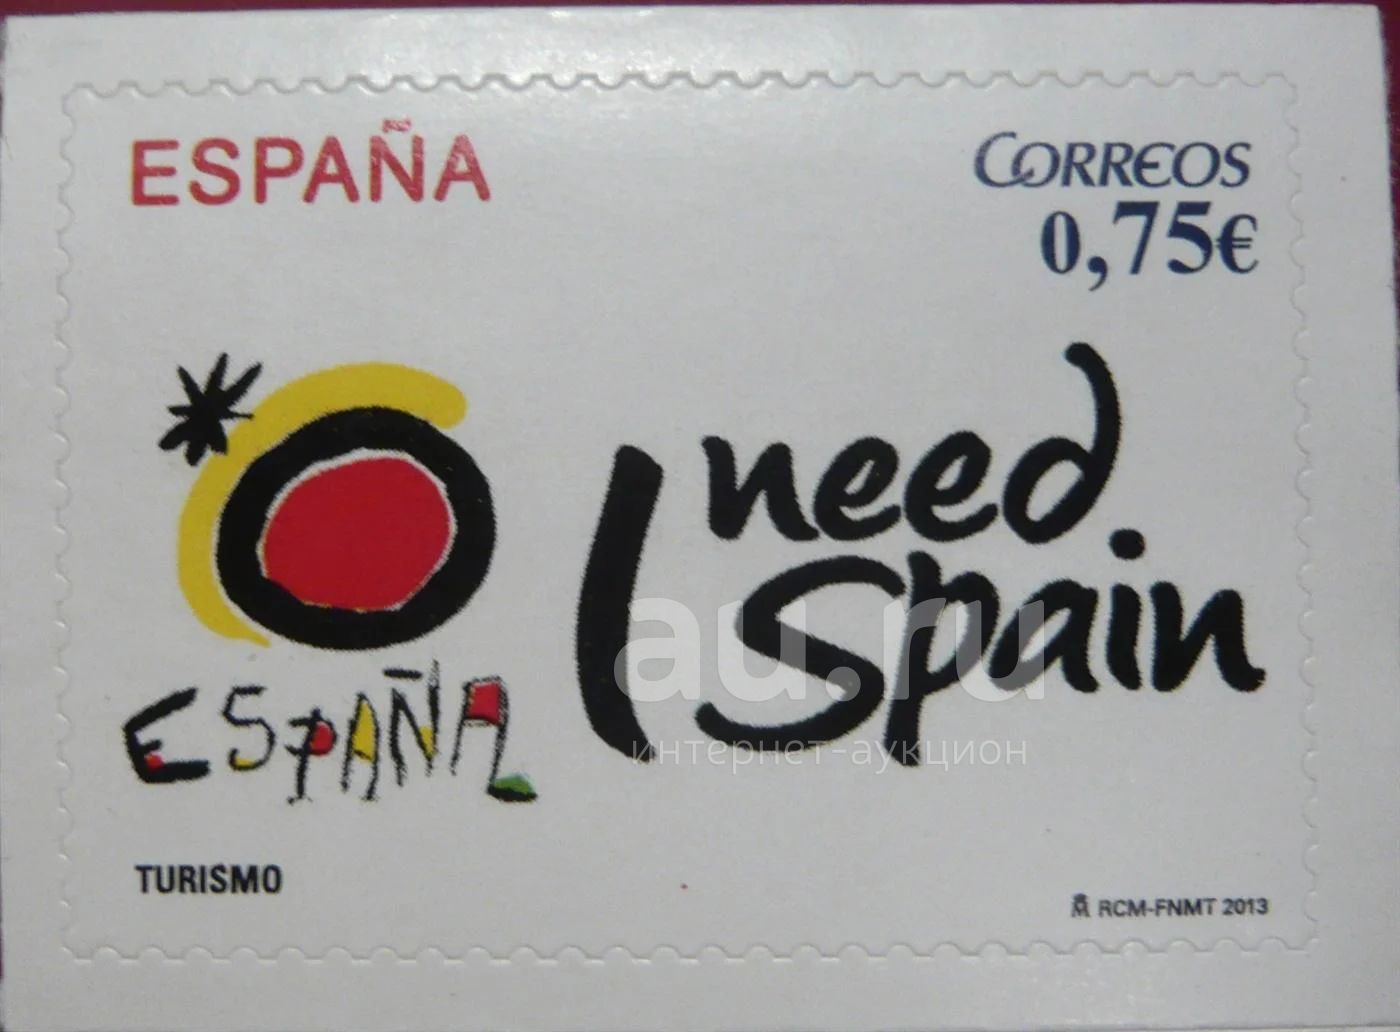 ESPAÑA
CORREOS
0,75€
I need
Spain
ESPAÑA
au.ru
интернет-аукцион
TURISMO
RCM-FNMT 2013